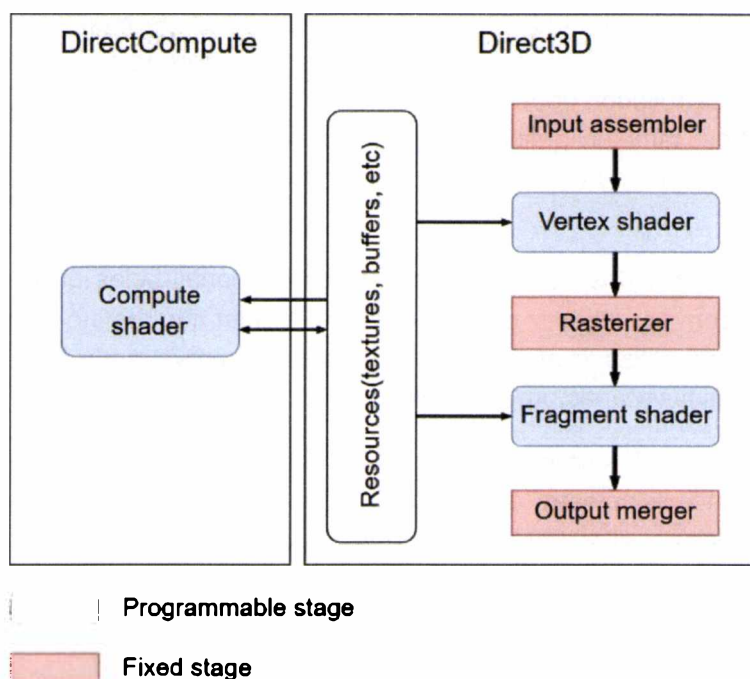 DirectCompute
Direct3D
Resources(textures, buffers, etc)
Input assembler
Vertex shader
Compute
shader
Rasterizer
Fragment shader
Output merger
Programmable stage
Fixed stage